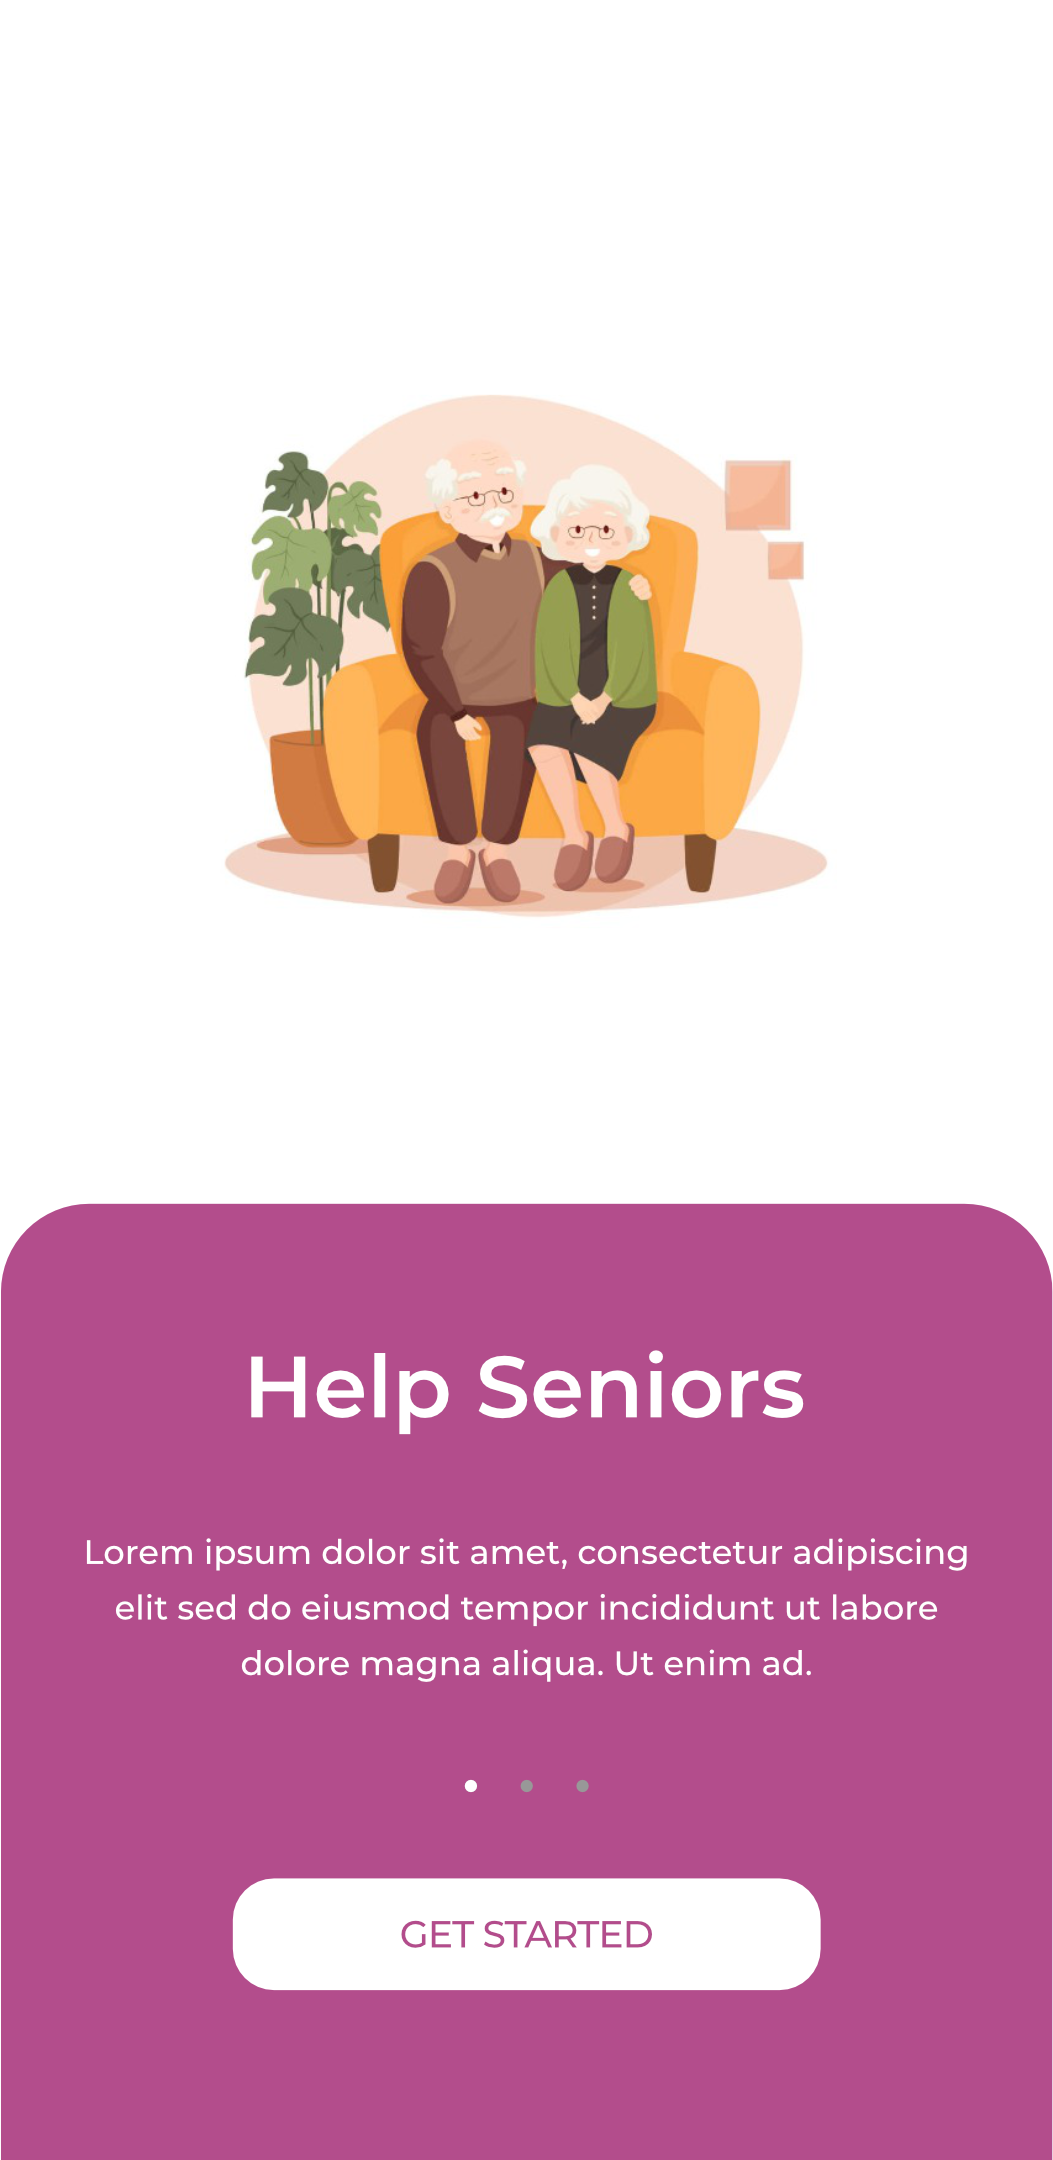 Help Seniors
Lorem ipsum dolor sit amet, consectetur adipiscing
elit sed do eiusmod tempor incididunt ut labore
dolore magna aliqua. Ut enim ad.
GET STARTED